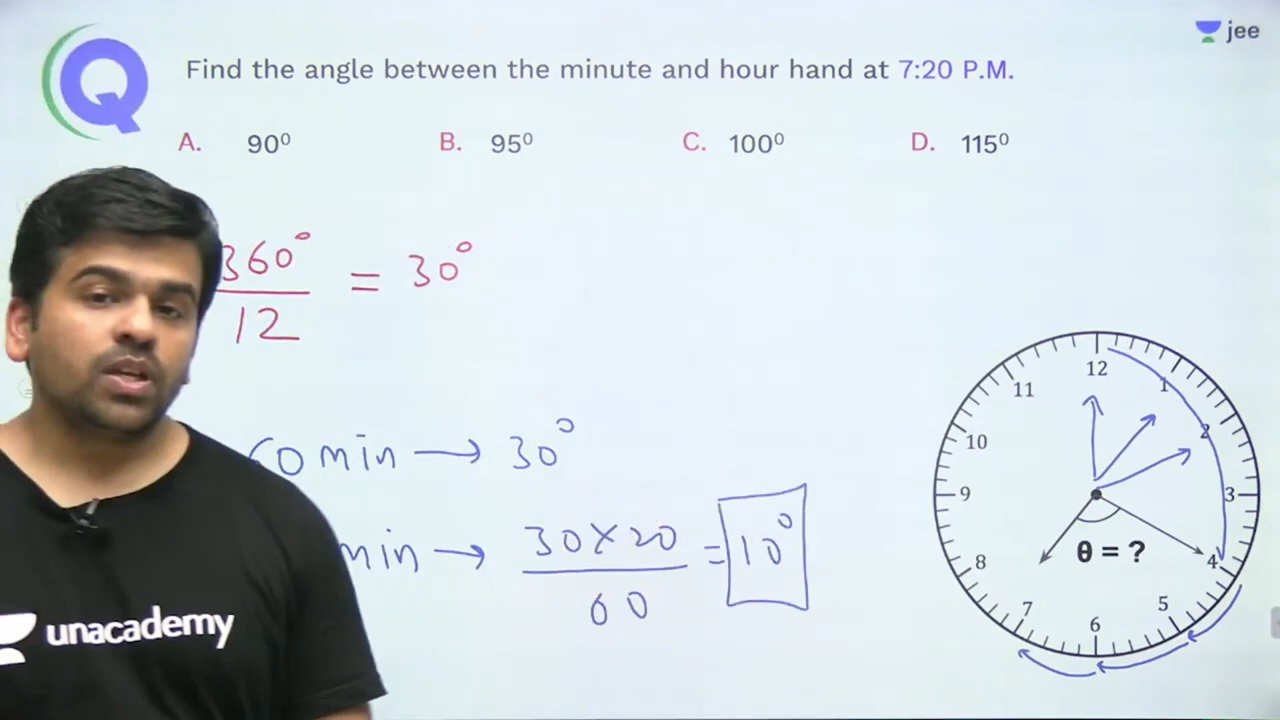 jee
Q
Find the angle between the minute and hour hand at 7:20 P.M.
A. 90⁰ B. 95⁰ C. 100⁰ D. 115⁰
360°
12
= 30°
60 min → 30°
min → 30 × 20
60
= 10°
12
11 1
10 2
9 3
θ = ?
8 4
7 5
6
unacademy